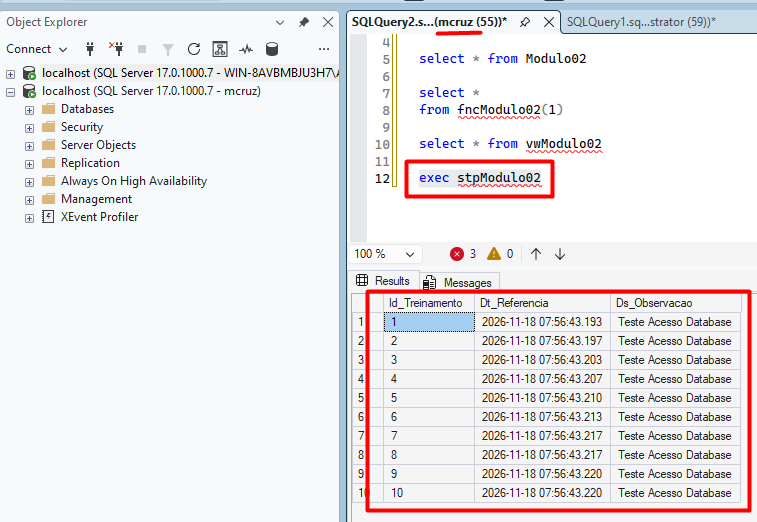 Object Explorer
Connect
localhost (SQL Server 17.0.1000.7 - WIN-8AVBMBJU3H7\A
localhost (SQL Server 17.0.1000.7 - mcruz)
Databases
Security
Server Objects
Replication
Always On High Availability
Management
XEvent Profiler
SQLQuery2.s...(mcruz (55))*
SQLQuery1.sq...strator (59))*
4
5 select * from Modulo02
6
7 select *
8 from fncModulo02(1)
9
10 select * from vwModulo02
11
12 exec stpModulo02
100 %
3
0
Results
Messages
Id_Treinamento Dt_Referencia Ds_Observacao
1 1 2026-11-18 07:56:43.193 Teste Acesso Database
2 2 2026-11-18 07:56:43.197 Teste Acesso Database
3 3 2026-11-18 07:56:43.203 Teste Acesso Database
4 4 2026-11-18 07:56:43.207 Teste Acesso Database
5 5 2026-11-18 07:56:43.210 Teste Acesso Database
6 6 2026-11-18 07:56:43.213 Teste Acesso Database
7 7 2026-11-18 07:56:43.217 Teste Acesso Database
8 8 2026-11-18 07:56:43.217 Teste Acesso Database
9 9 2026-11-18 07:56:43.220 Teste Acesso Database
10 10 2026-11-18 07:56:43.220 Teste Acesso Database